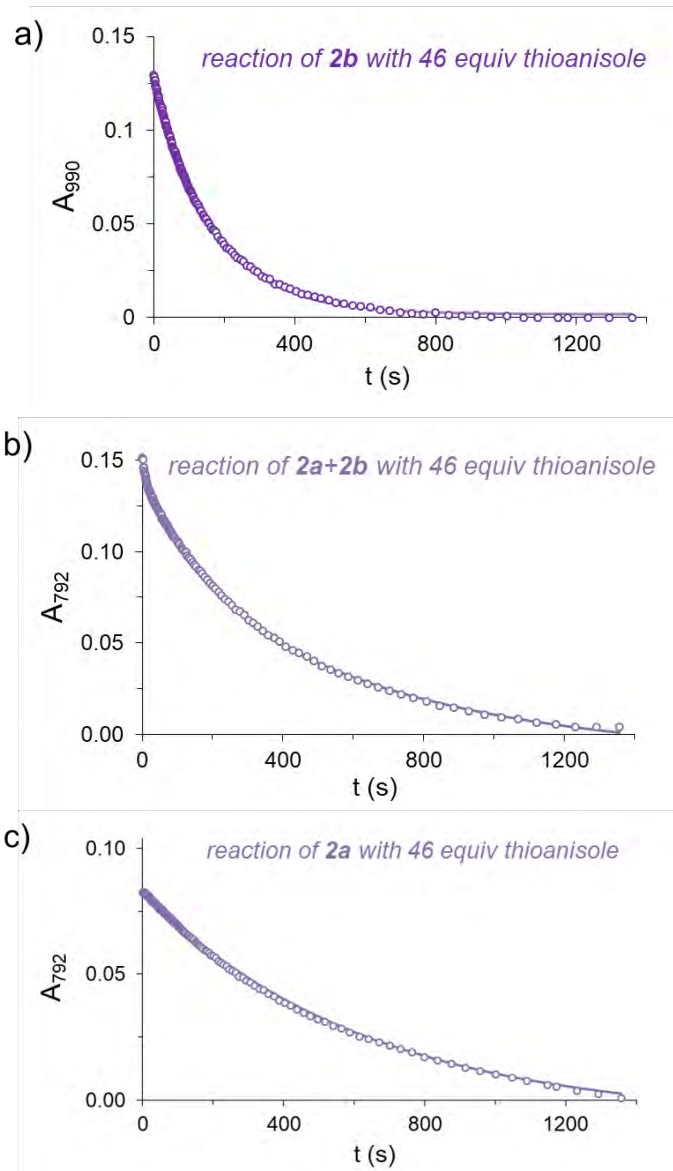 a)
reaction of 2b with 46 equiv thioanisole
0.15
0.1
0.05
0
A990
0 400 800 1200
t (s)
b)
reaction of 2a+2b with 46 equiv thioanisole
0.15
0.10
0.05
0.00
A792
0 400 800 1200
t (s)
c)
reaction of 2a with 46 equiv thioanisole
0.10
0.05
0.00
A792
0 400 800 1200
t (s)